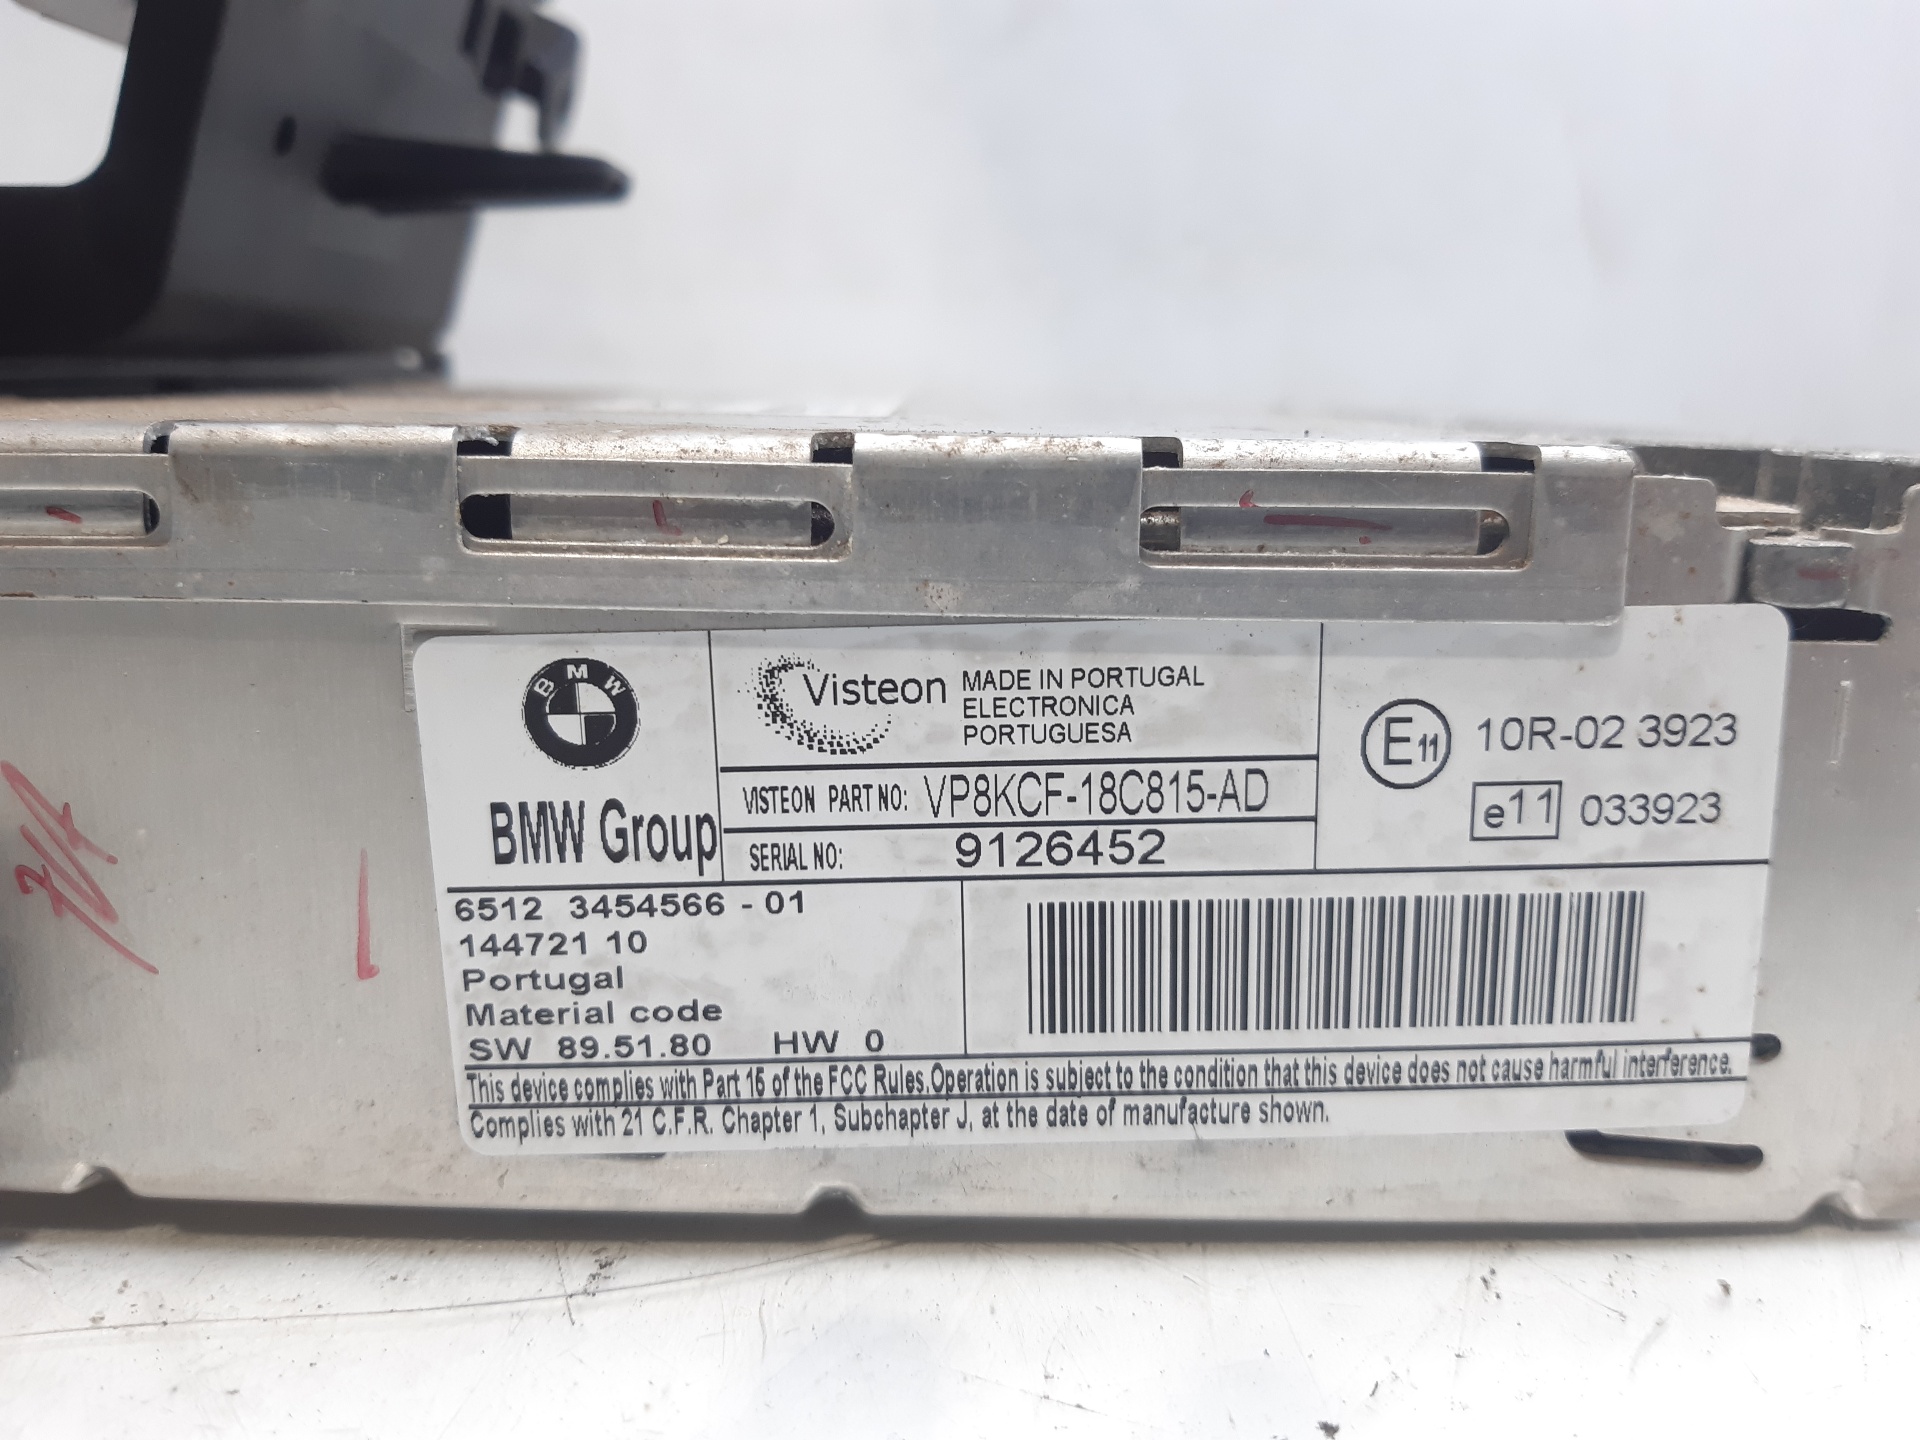 BMW
BMW Group
Visteon
MADE IN PORTUGAL
ELECTRONICA
PORTUGUESA
VISTEON PART NO: VP8KCF-18C815-AD
SERIAL NO: 9126452
E11 10R-02 3923
e11 033923
6512 3454566 - 01
144721 10
Portugal
Material code
SW 89.51.80 HW 0
This device complies with Part 15 of the FCC Rules.Operation is subject to the condition that this device does not cause harmful interference.
Complies with 21 C.F.R. Chapter 1, Subchapter J, at the date of manufacture shown.